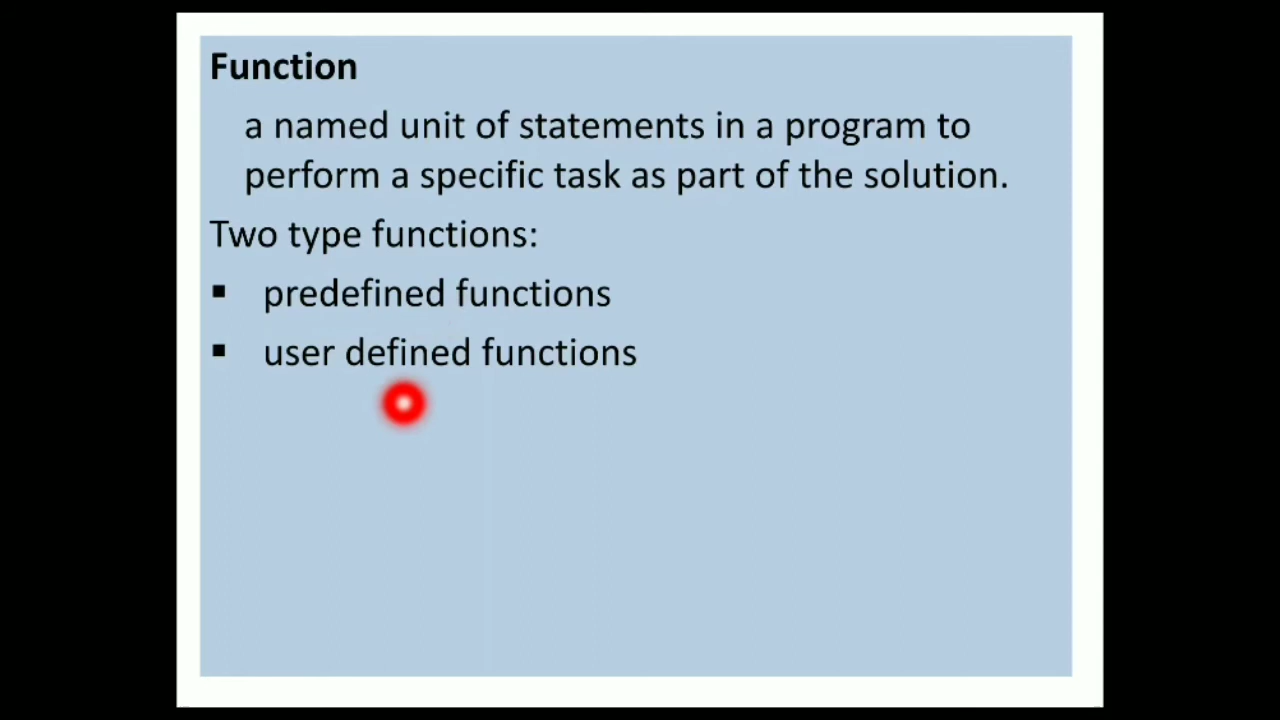 Function
a named unit of statements in a program to
perform a specific task as part of the solution.
Two type functions:
▪ predefined functions
▪ user defined functions